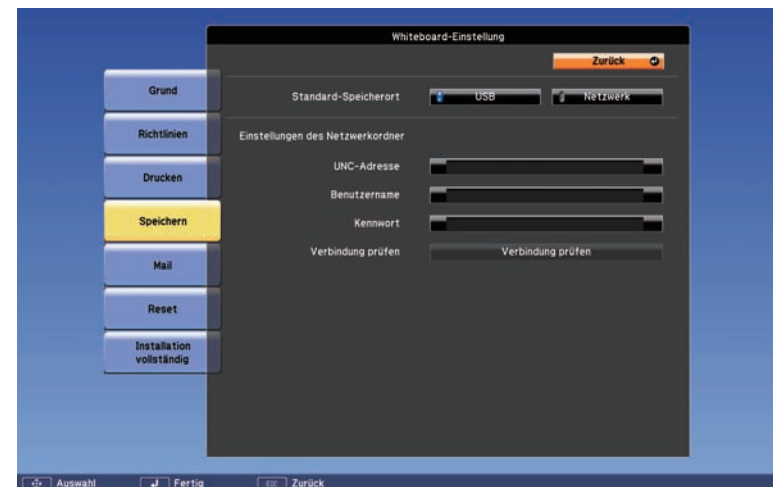 Whiteboard-Einstellung
Zurück
Grund
Standard-Speicherort USB Netzwerk
Richtlinien
Einstellungen des Netzwerkordner
UNC-Adresse
Drucken
Benutzername
Speichern
Kennwort
Verbindung prüfen Verbindung prüfen
Mail
Reset
Installation
vollständig
Auswahl Fertig Esc Zurück